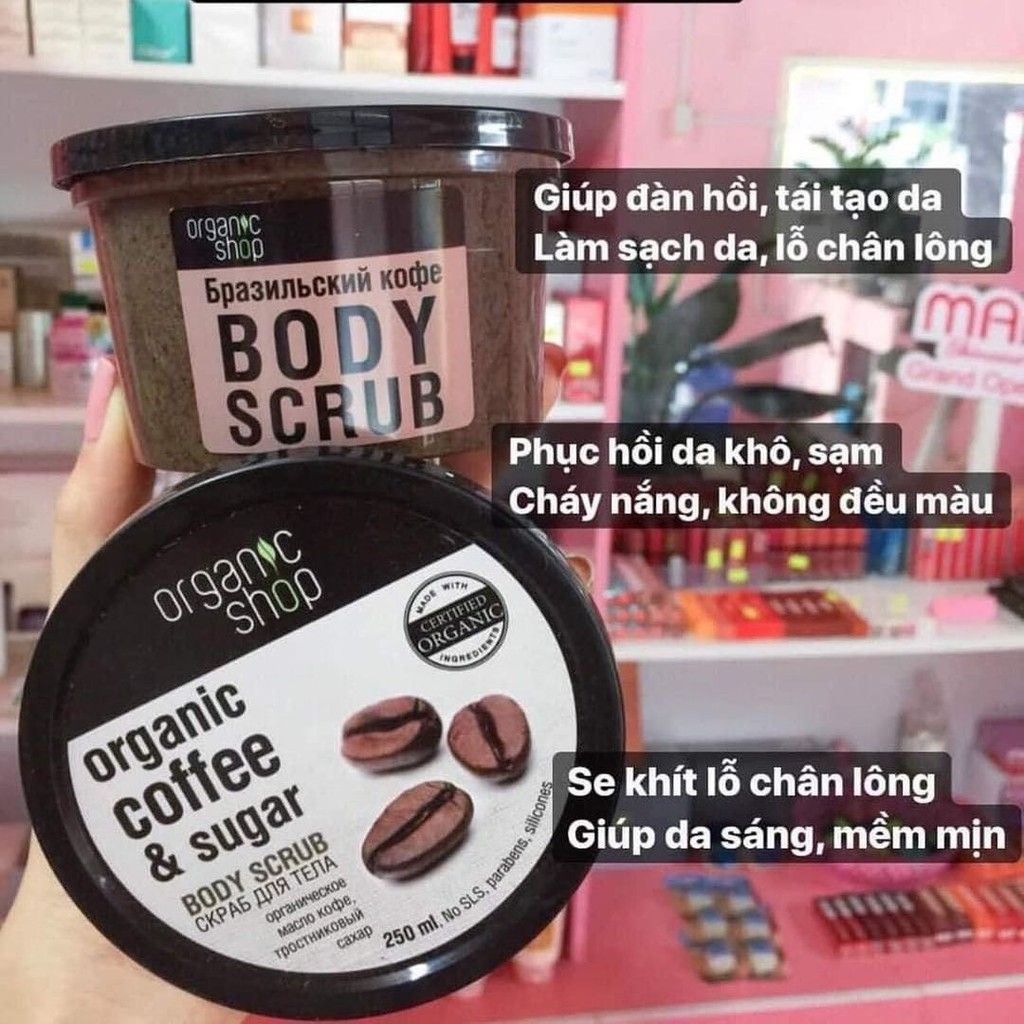 organic
shop
Бразильский кофе
BODY
SCRUB
Giúp đàn hồi, tái tạo da
Làm sạch da, lỗ chân lông
MA
Grand Ope
Phục hồi da khô, sạm
Cháy nắng, không đều màu
organic
shop
MADE WITH
CERTIFIED
ORGANIC
INGREDIENTS
organic
coffee
& sugar
BODY SCRUB
СКРАБ ДЛЯ ТЕЛА
органическое
масло кофе,
тростниковый
сахар
250 ml. No SLS, parabens, silicones
Se khít lỗ chân lông
Giúp da sáng, mềm mịn